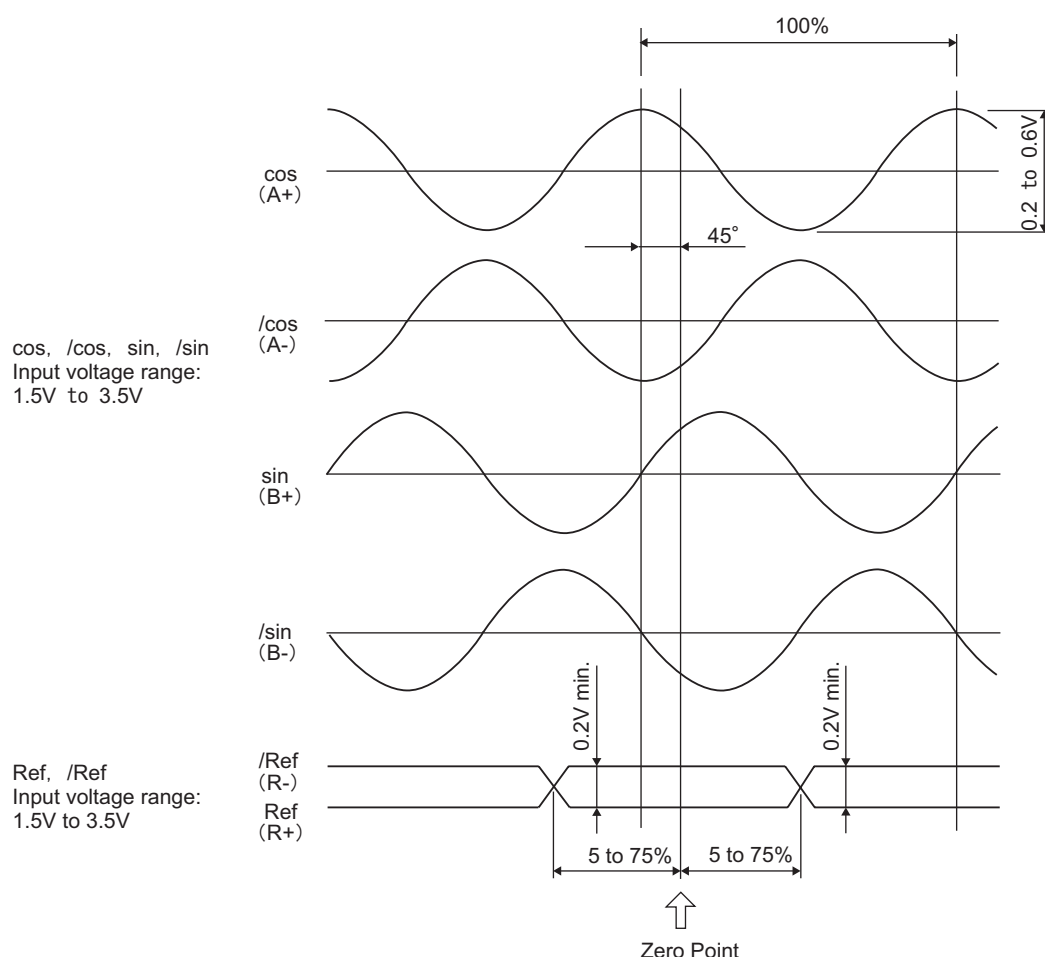 100%
0.2 to 0.6V
cos
(A+)
45°
/cos
(A-)
cos, /cos, sin, /sin
Input voltage range:
1.5V to 3.5V
sin
(B+)
/sin
(B-)
0.2V min.
0.2V min.
/Ref
(R-)
Ref
(R+)
Ref, /Ref
Input voltage range:
1.5V to 3.5V
5 to 75%
5 to 75%
Zero Point